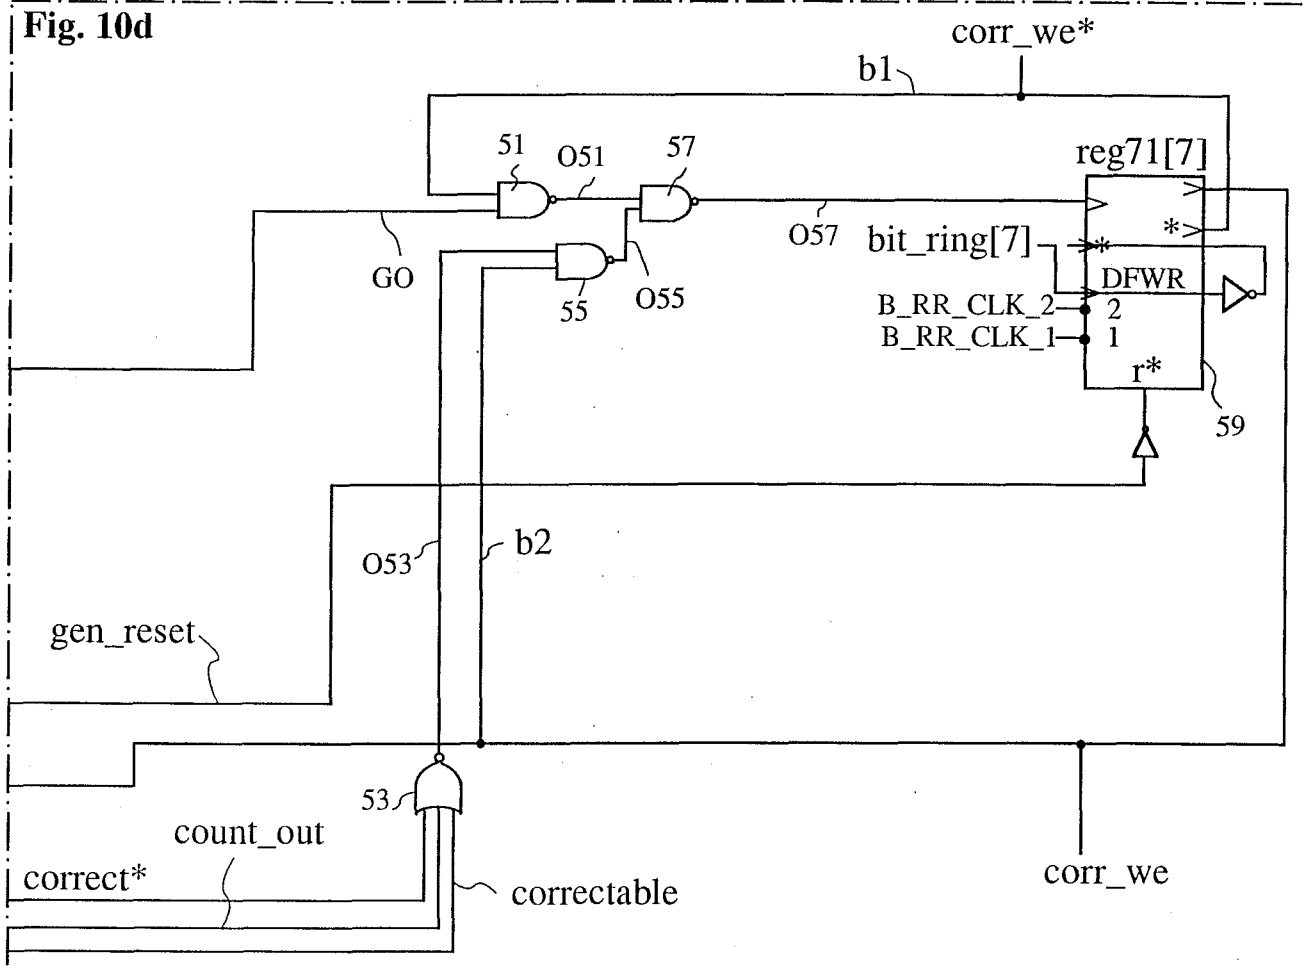 Fig. 10d
corr_we*
b1
51
O51
57
reg71[7]
*
O57
bit_ring[7]
*
GO
55
O55
DFWR
B_RR_CLK_2
2
B_RR_CLK_1
1
r*
59
O53
b2
gen_reset
53
count_out
correct*
correctable
corr_we